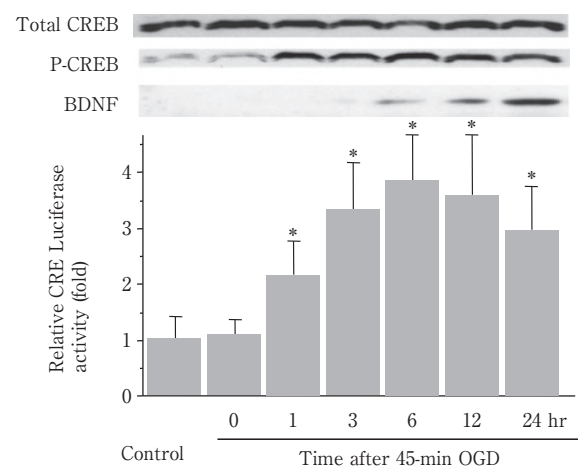 Total CREB
P-CREB
BDNF
Relative CRE Luciferase
activity (fold)
4
3
2
1
0
* * * * *
0 1 3 6 12 24 hr
Control
Time after 45-min OGD